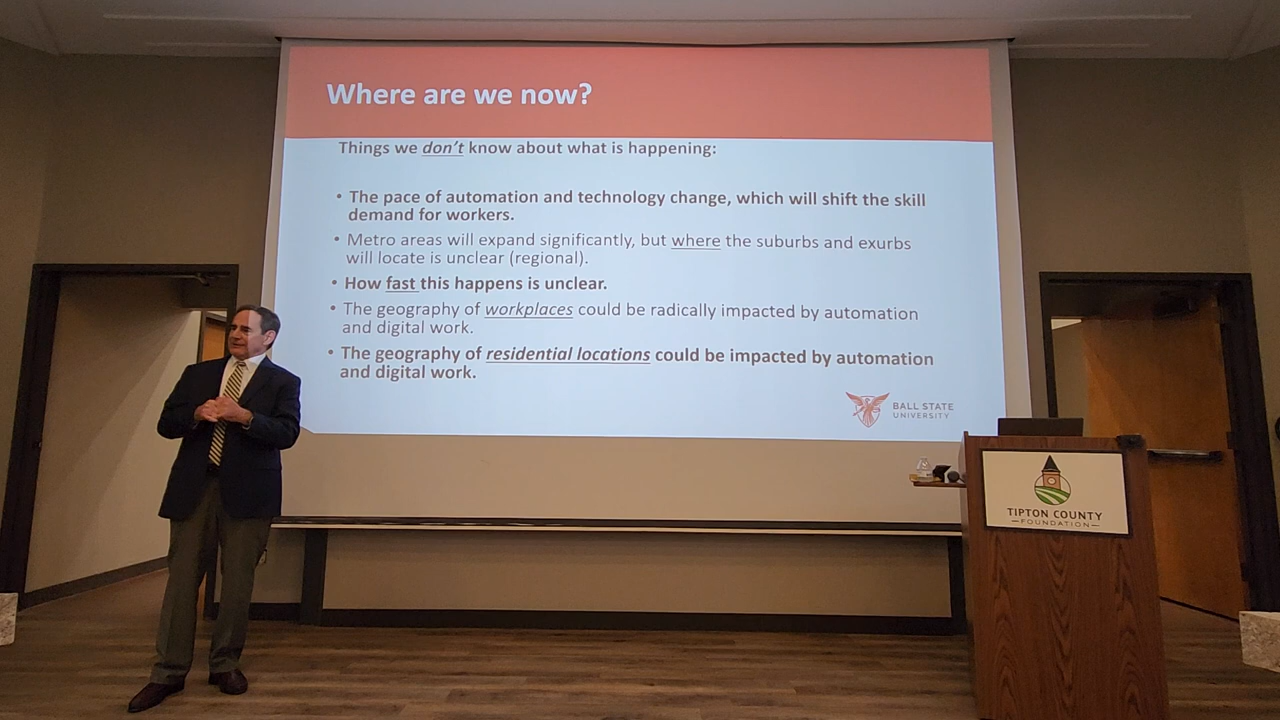 Where are we now?
Things we don't know about what is happening:
• The pace of automation and technology change, which will shift the skill
demand for workers.
• Metro areas will expand significantly, but where the suburbs and exurbs
will locate is unclear (regional).
• How fast this happens is unclear.
• The geography of workplaces could be radically impacted by automation
and digital work.
• The geography of residential locations could be impacted by automation
and digital work.
BALL STATE
UNIVERSITY
TIPTON COUNTY
FOUNDATION